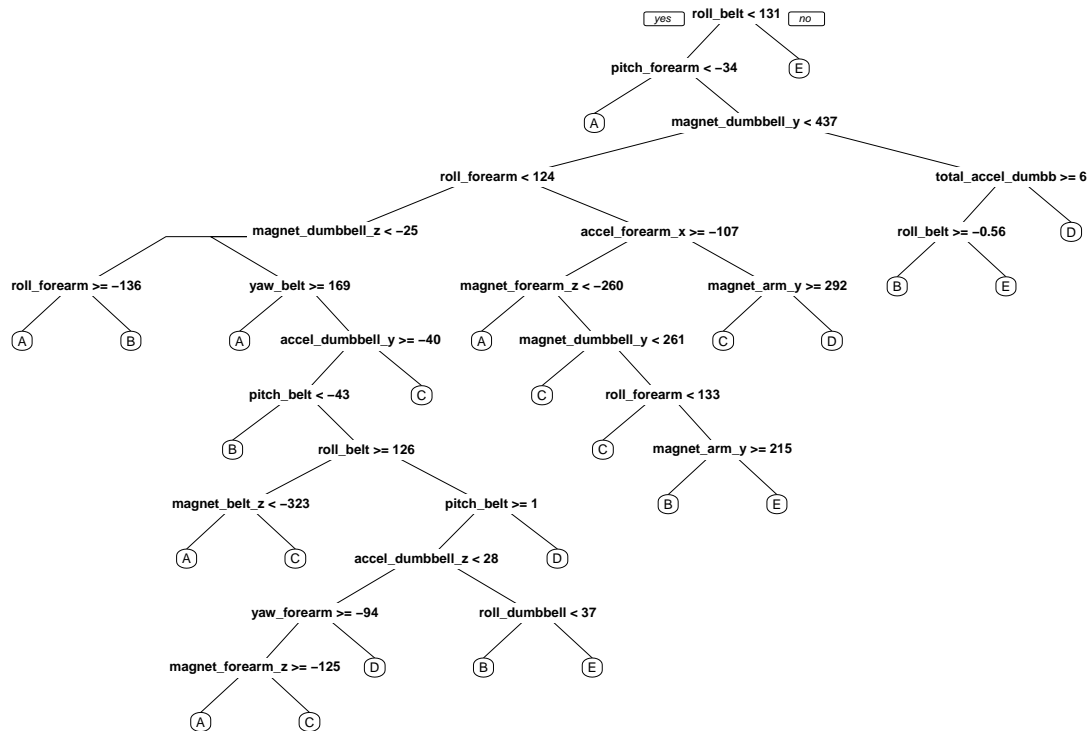 yes roll_belt < 131 no
pitch_forearm < −34 E
A magnet_dumbbell_y < 437
roll_forearm < 124 total_accel_dumbb >= 6
magnet_dumbbell_z < −25 accel_forearm_x >= −107 roll_belt >= −0.56 D
roll_forearm >= −136 yaw_belt >= 169 magnet_forearm_z < −260 magnet_arm_y >= 292 B E
A B A accel_dumbbell_y >= −40 A magnet_dumbbell_y < 261 C D
pitch_belt < −43 C C roll_forearm < 133
B roll_belt >= 126 C magnet_arm_y >= 215
magnet_belt_z < −323 pitch_belt >= 1 B E
A C accel_dumbbell_z < 28 D
yaw_forearm >= −94 roll_dumbbell < 37
magnet_forearm_z >= −125 D B E
A C